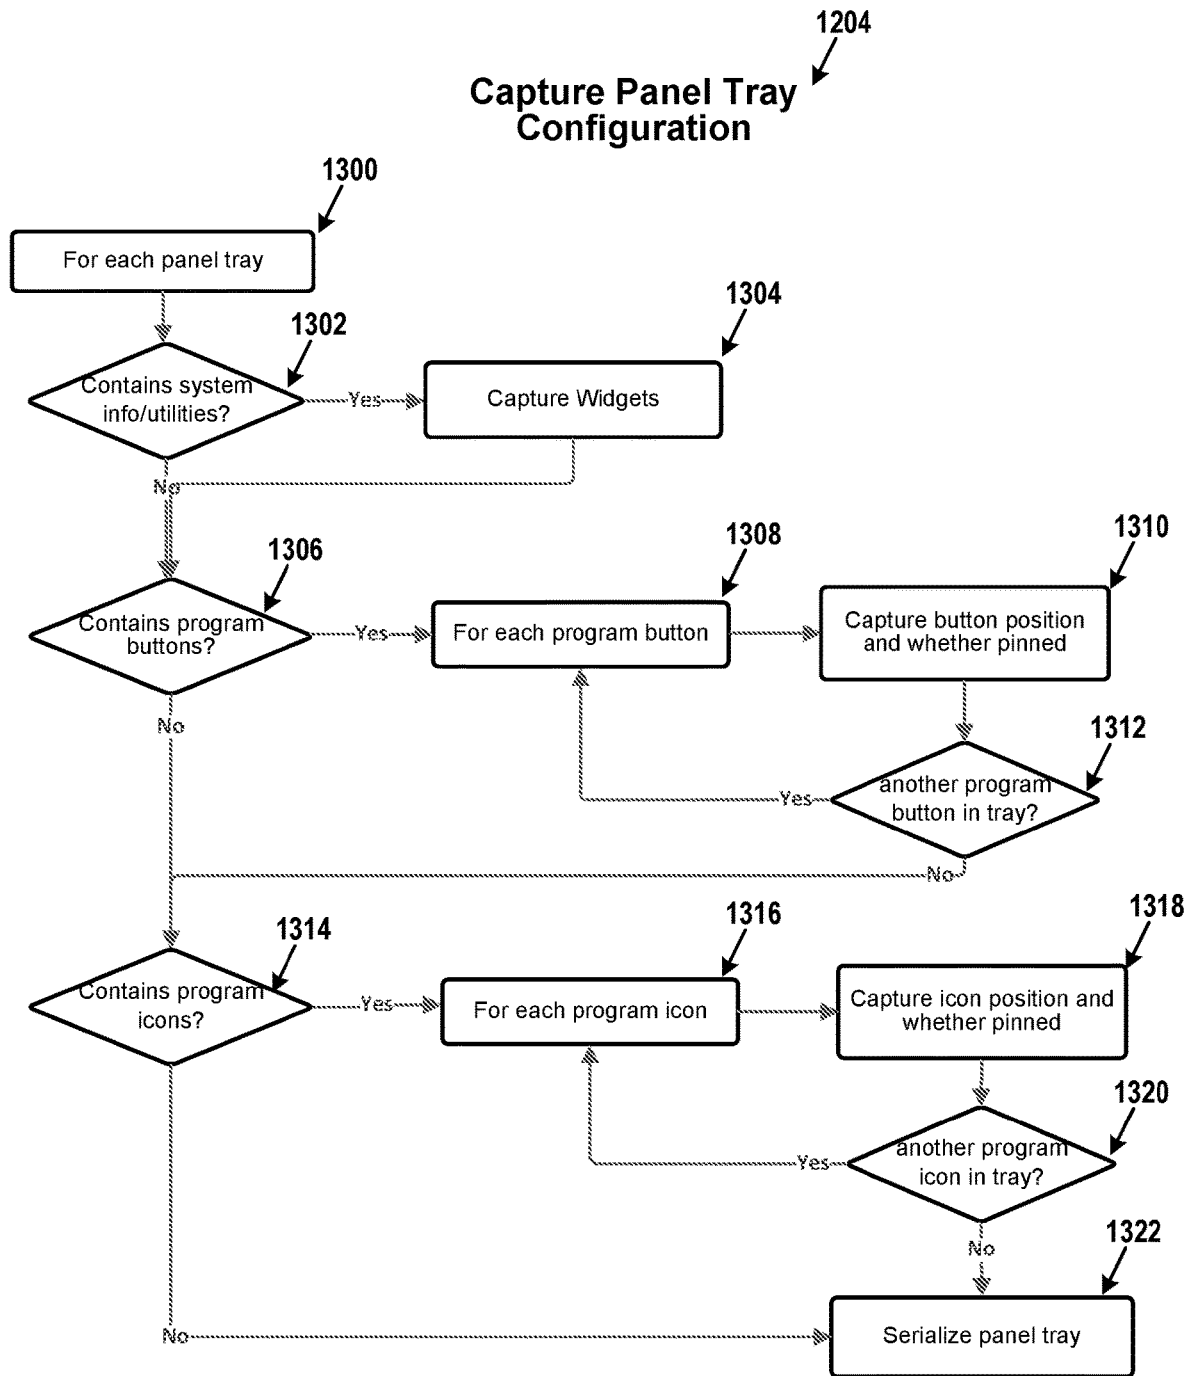 1204
Capture Panel Tray
Configuration
1300
For each panel tray
1302
1304
Contains system
info/utilities?
Yes
Capture Widgets
No
1306
1308
1310
Contains program
buttons?
Yes
For each program button
Capture button position
and whether pinned
No
1312
another program
button in tray?
Yes
No
1314
1316
1318
Contains program
icons?
Yes
For each program icon
Capture icon position and
whether pinned
1320
another program
icon in tray?
Yes
No
1322
No
Serialize panel tray